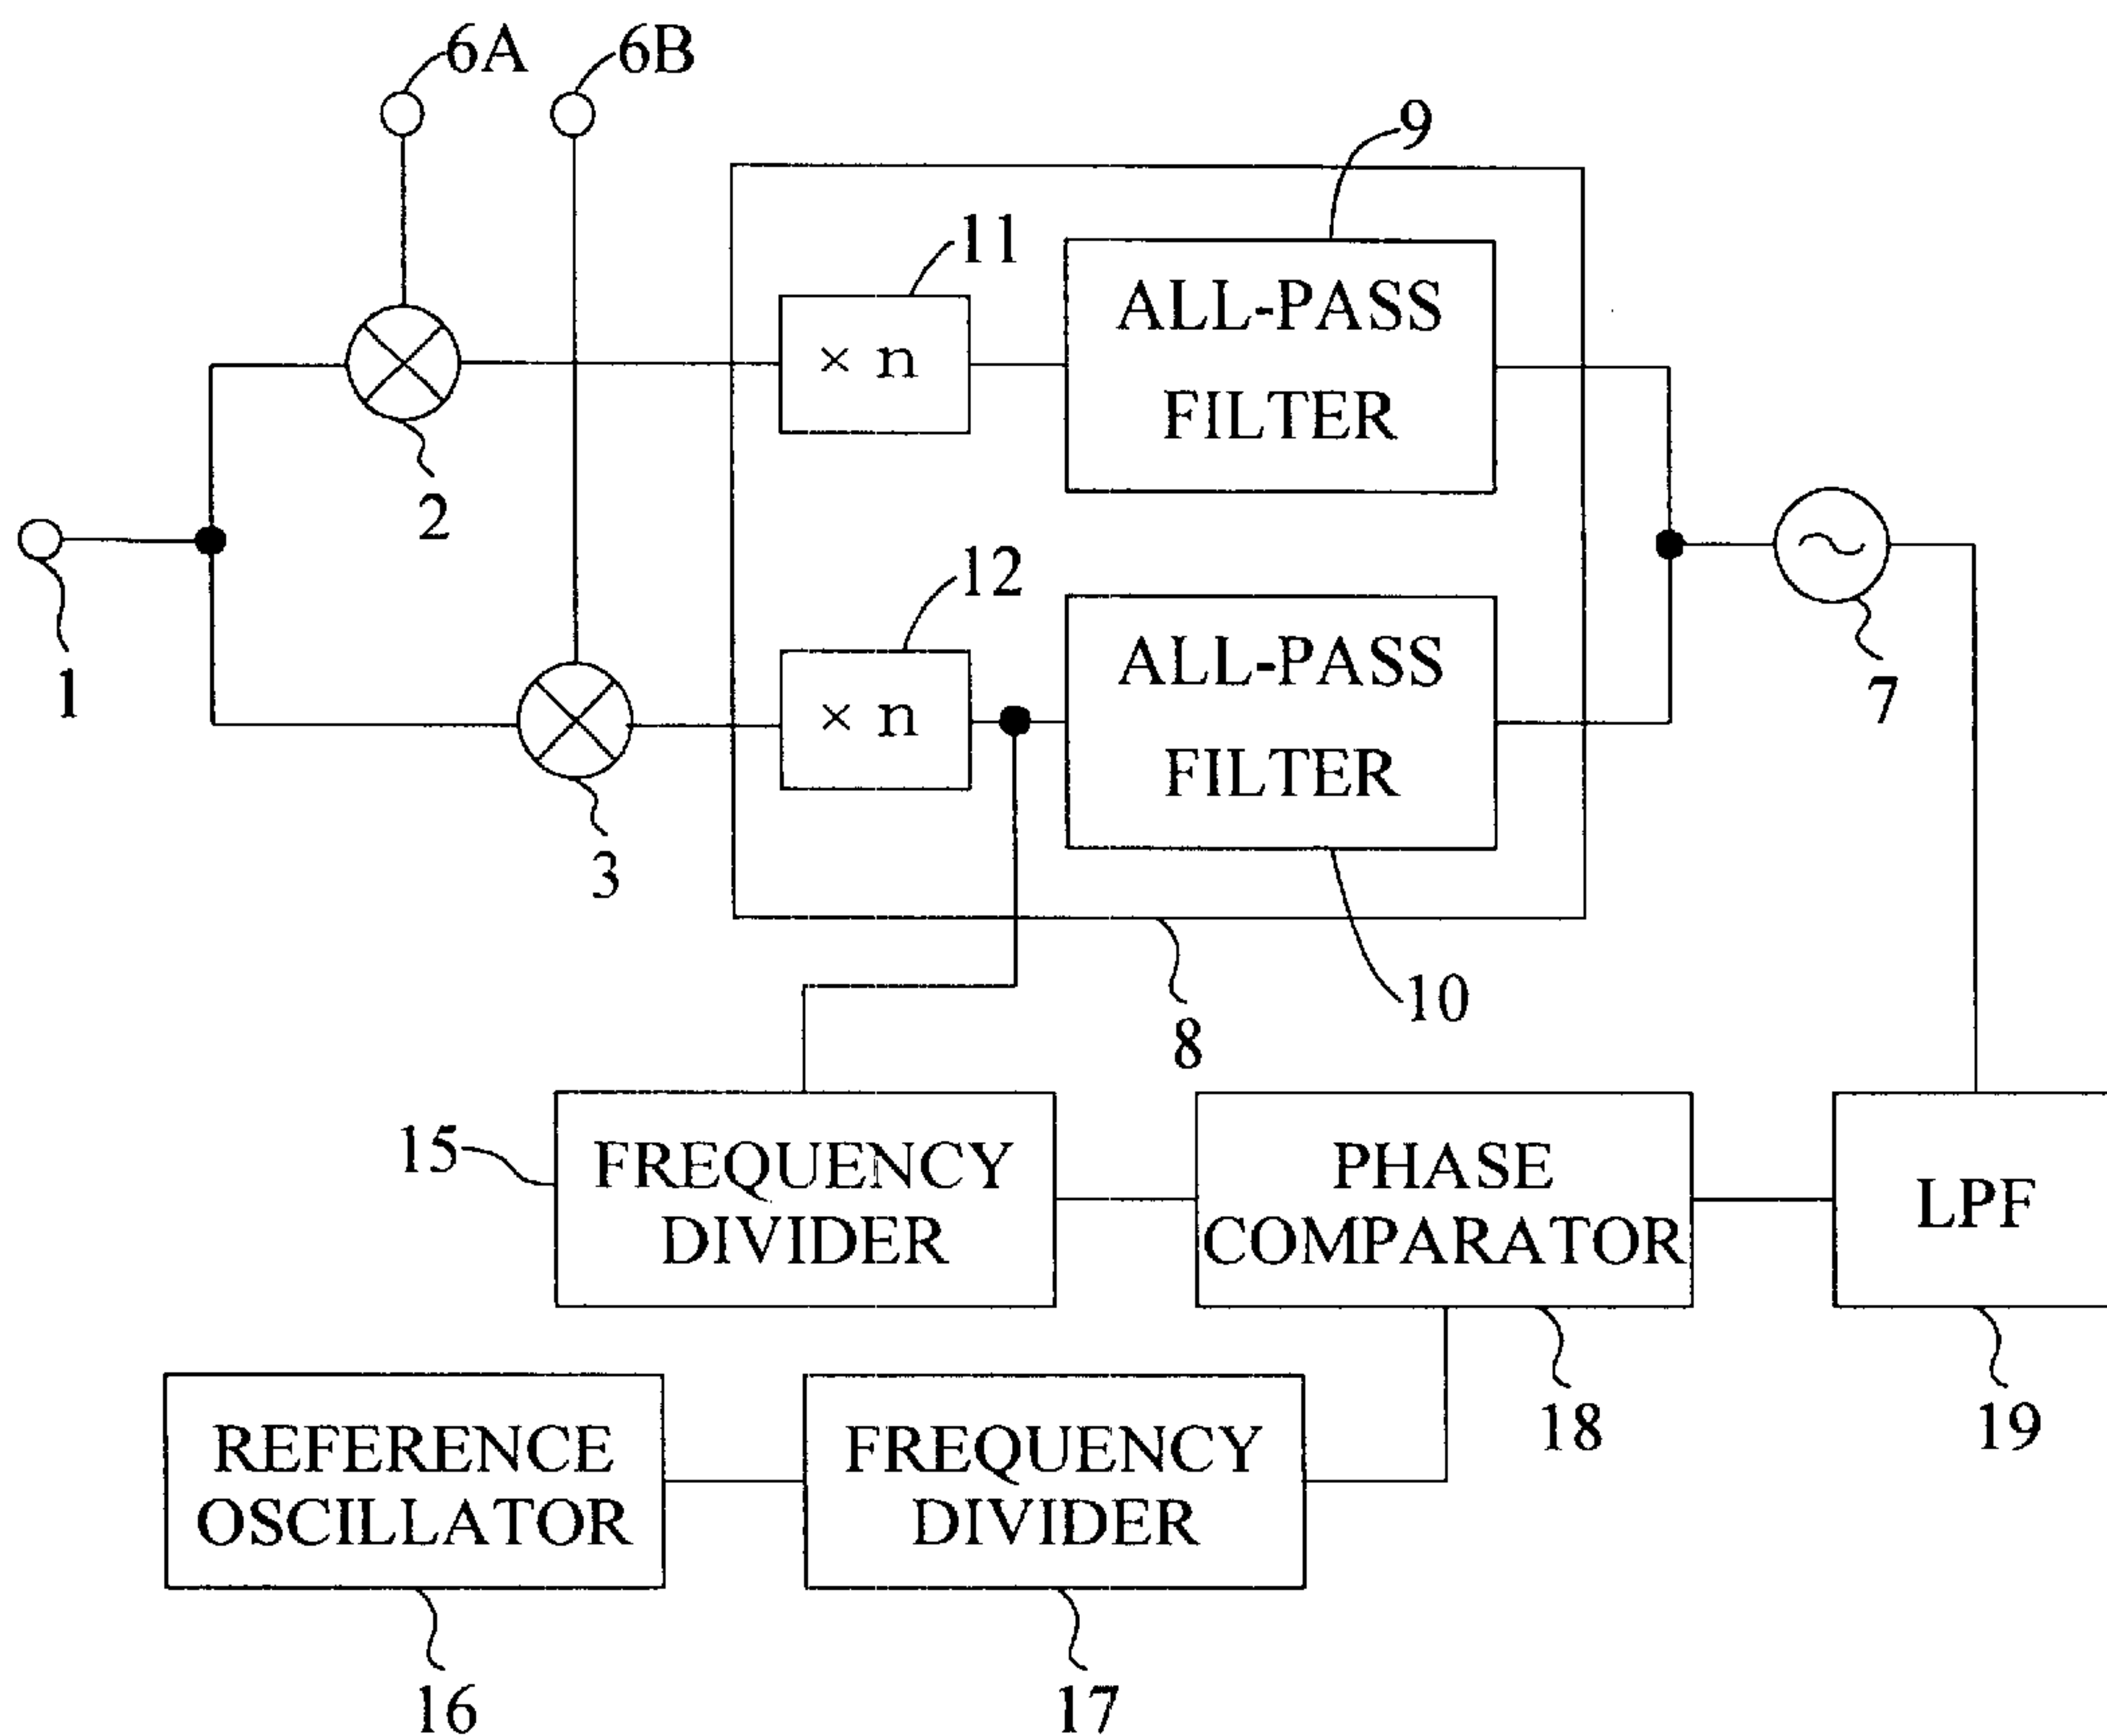 6A
6B
9
11
ALL-PASS
FILTER
× n
2
12
ALL-PASS
FILTER
× n
1
7
3
10
8
15
FREQUENCY
DIVIDER
PHASE
COMPARATOR
LPF
18
19
REFERENCE
OSCILLATOR
FREQUENCY
DIVIDER
16
17